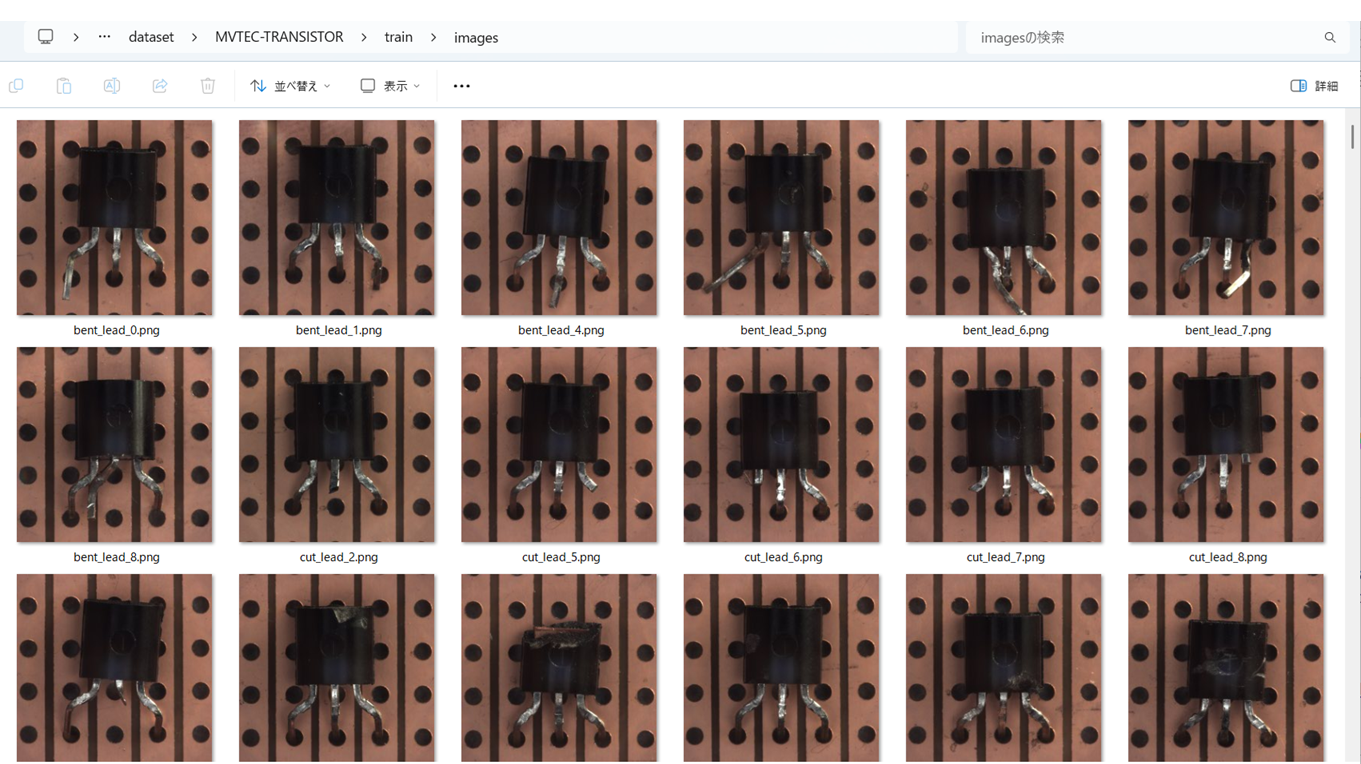 … dataset MVTEC-TRANSISTOR train images
imagesの検索
並べ替え 表示 詳細
bent_lead_0.png bent_lead_1.png bent_lead_4.png bent_lead_5.png bent_lead_6.png bent_lead_7.png
bent_lead_8.png cut_lead_2.png cut_lead_5.png cut_lead_6.png cut_lead_7.png cut_lead_8.png